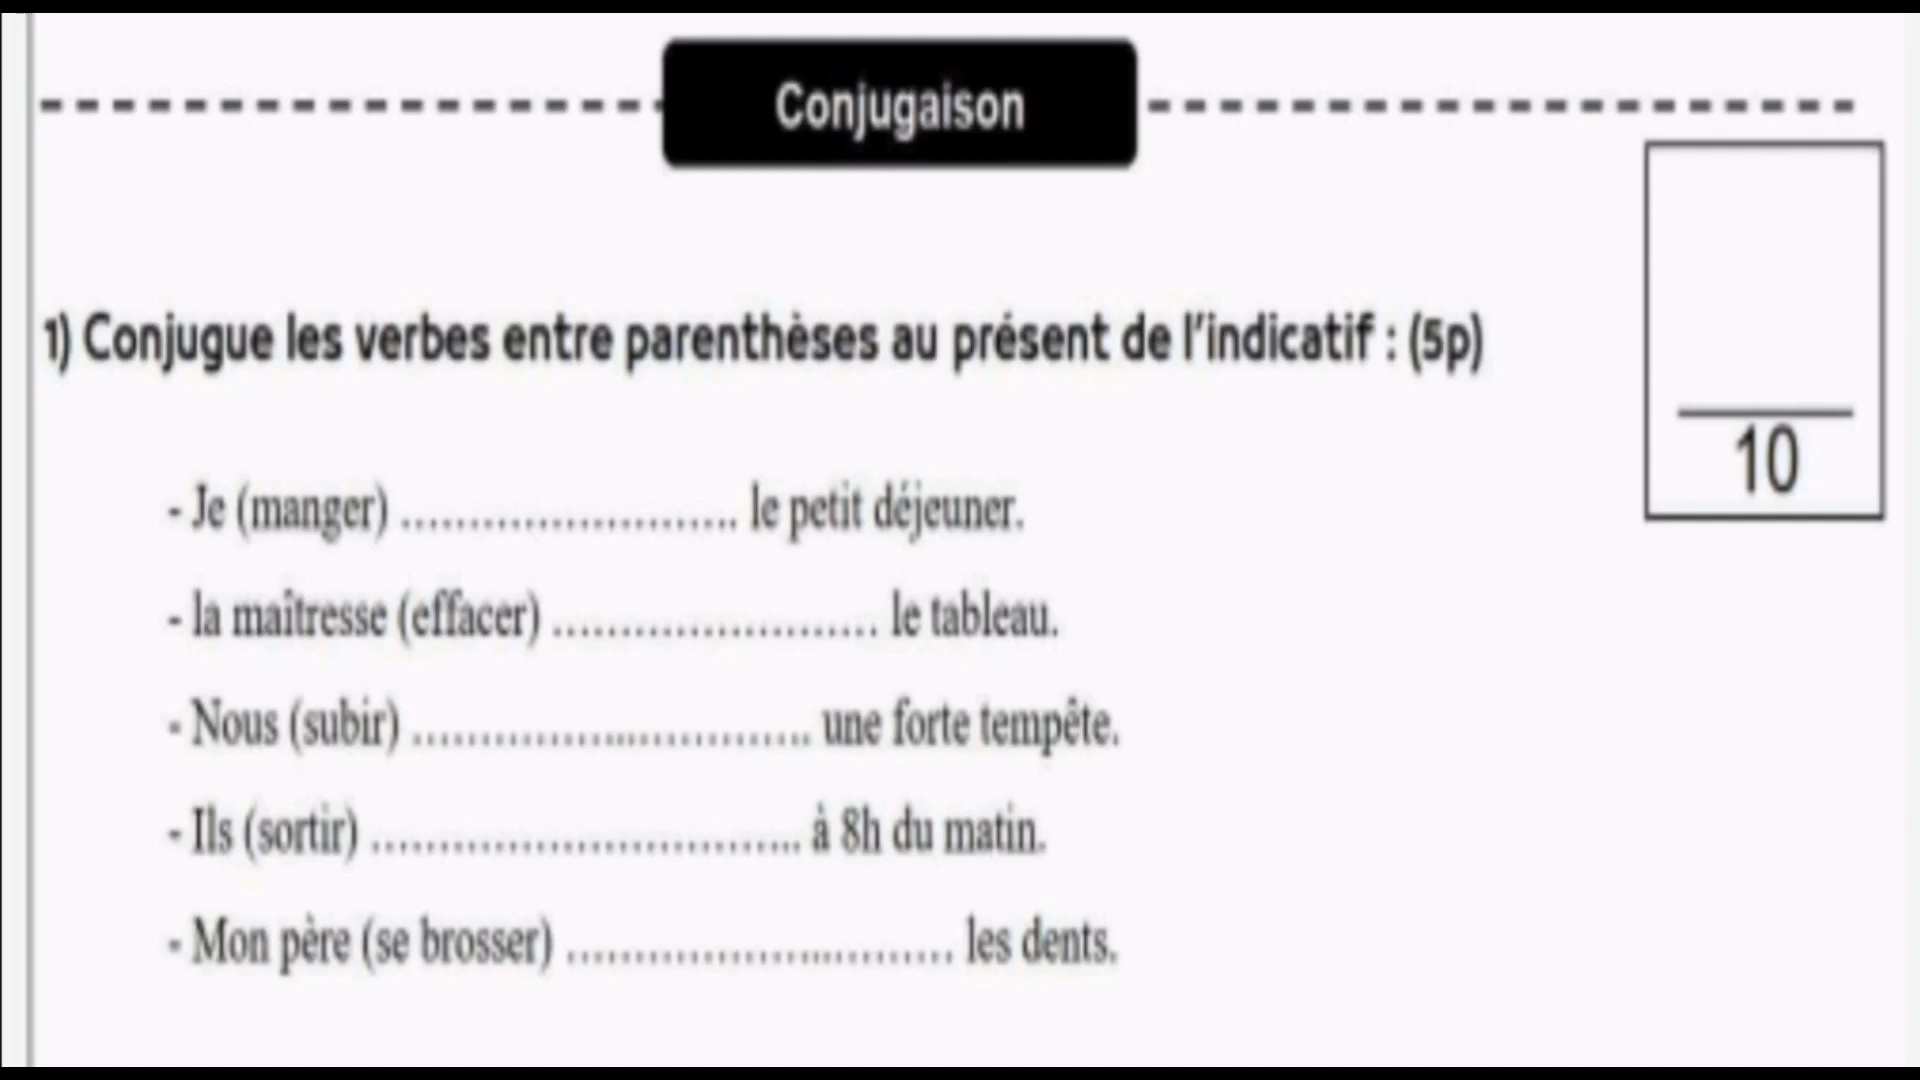 Conjugaison
1) Conjugue les verbes entre parenthèses au présent de l'indicatif : (5p)
10
- Je (manger) ............................ le petit déjeuner.
- la maîtresse (effacer) ........................... le tableau.
- Nous (subir) ................................. une forte tempête.
- Ils (sortir) ................................... à 8h du matin.
- Mon père (se brosser) ................................ les dents.